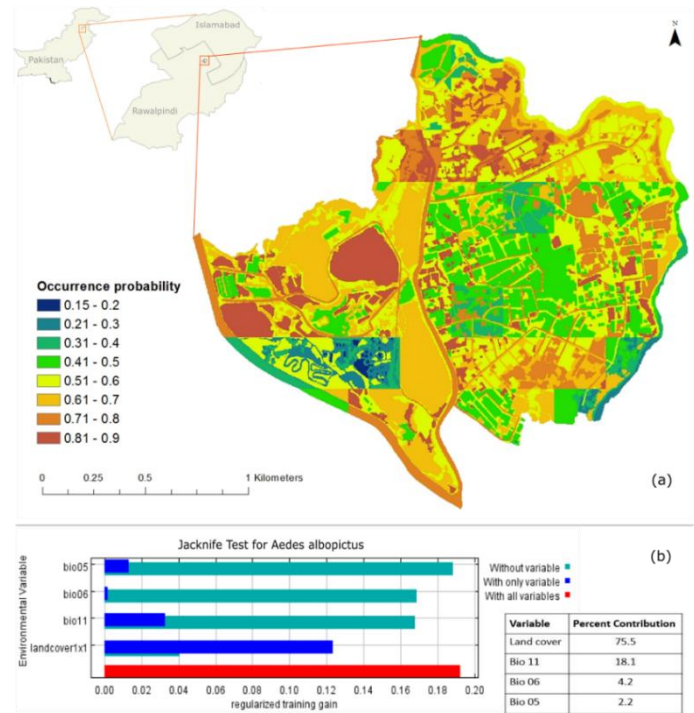 Pakistan
Islamabad
Rawalpindi
N
Occurrence probability
0.15 - 0.2
0.21 - 0.3
0.31 - 0.4
0.41 - 0.5
0.51 - 0.6
0.61 - 0.7
0.71 - 0.8
0.81 - 0.9
0 0.25 0.5 1 Kilometers
(a)
Jacknife Test for Aedes albopictus
(b)
Environmental Variable
bio05
bio06
bio11
landcover1x1
Without variable
With only variable
With all variables
0.00 0.02 0.04 0.06 0.08 0.10 0.12 0.14 0.16 0.18 0.20
regularized training gain
Variable Percent Contribution
Land cover 75.5
Bio 11 18.1
Bio 06 4.2
Bio 05 2.2